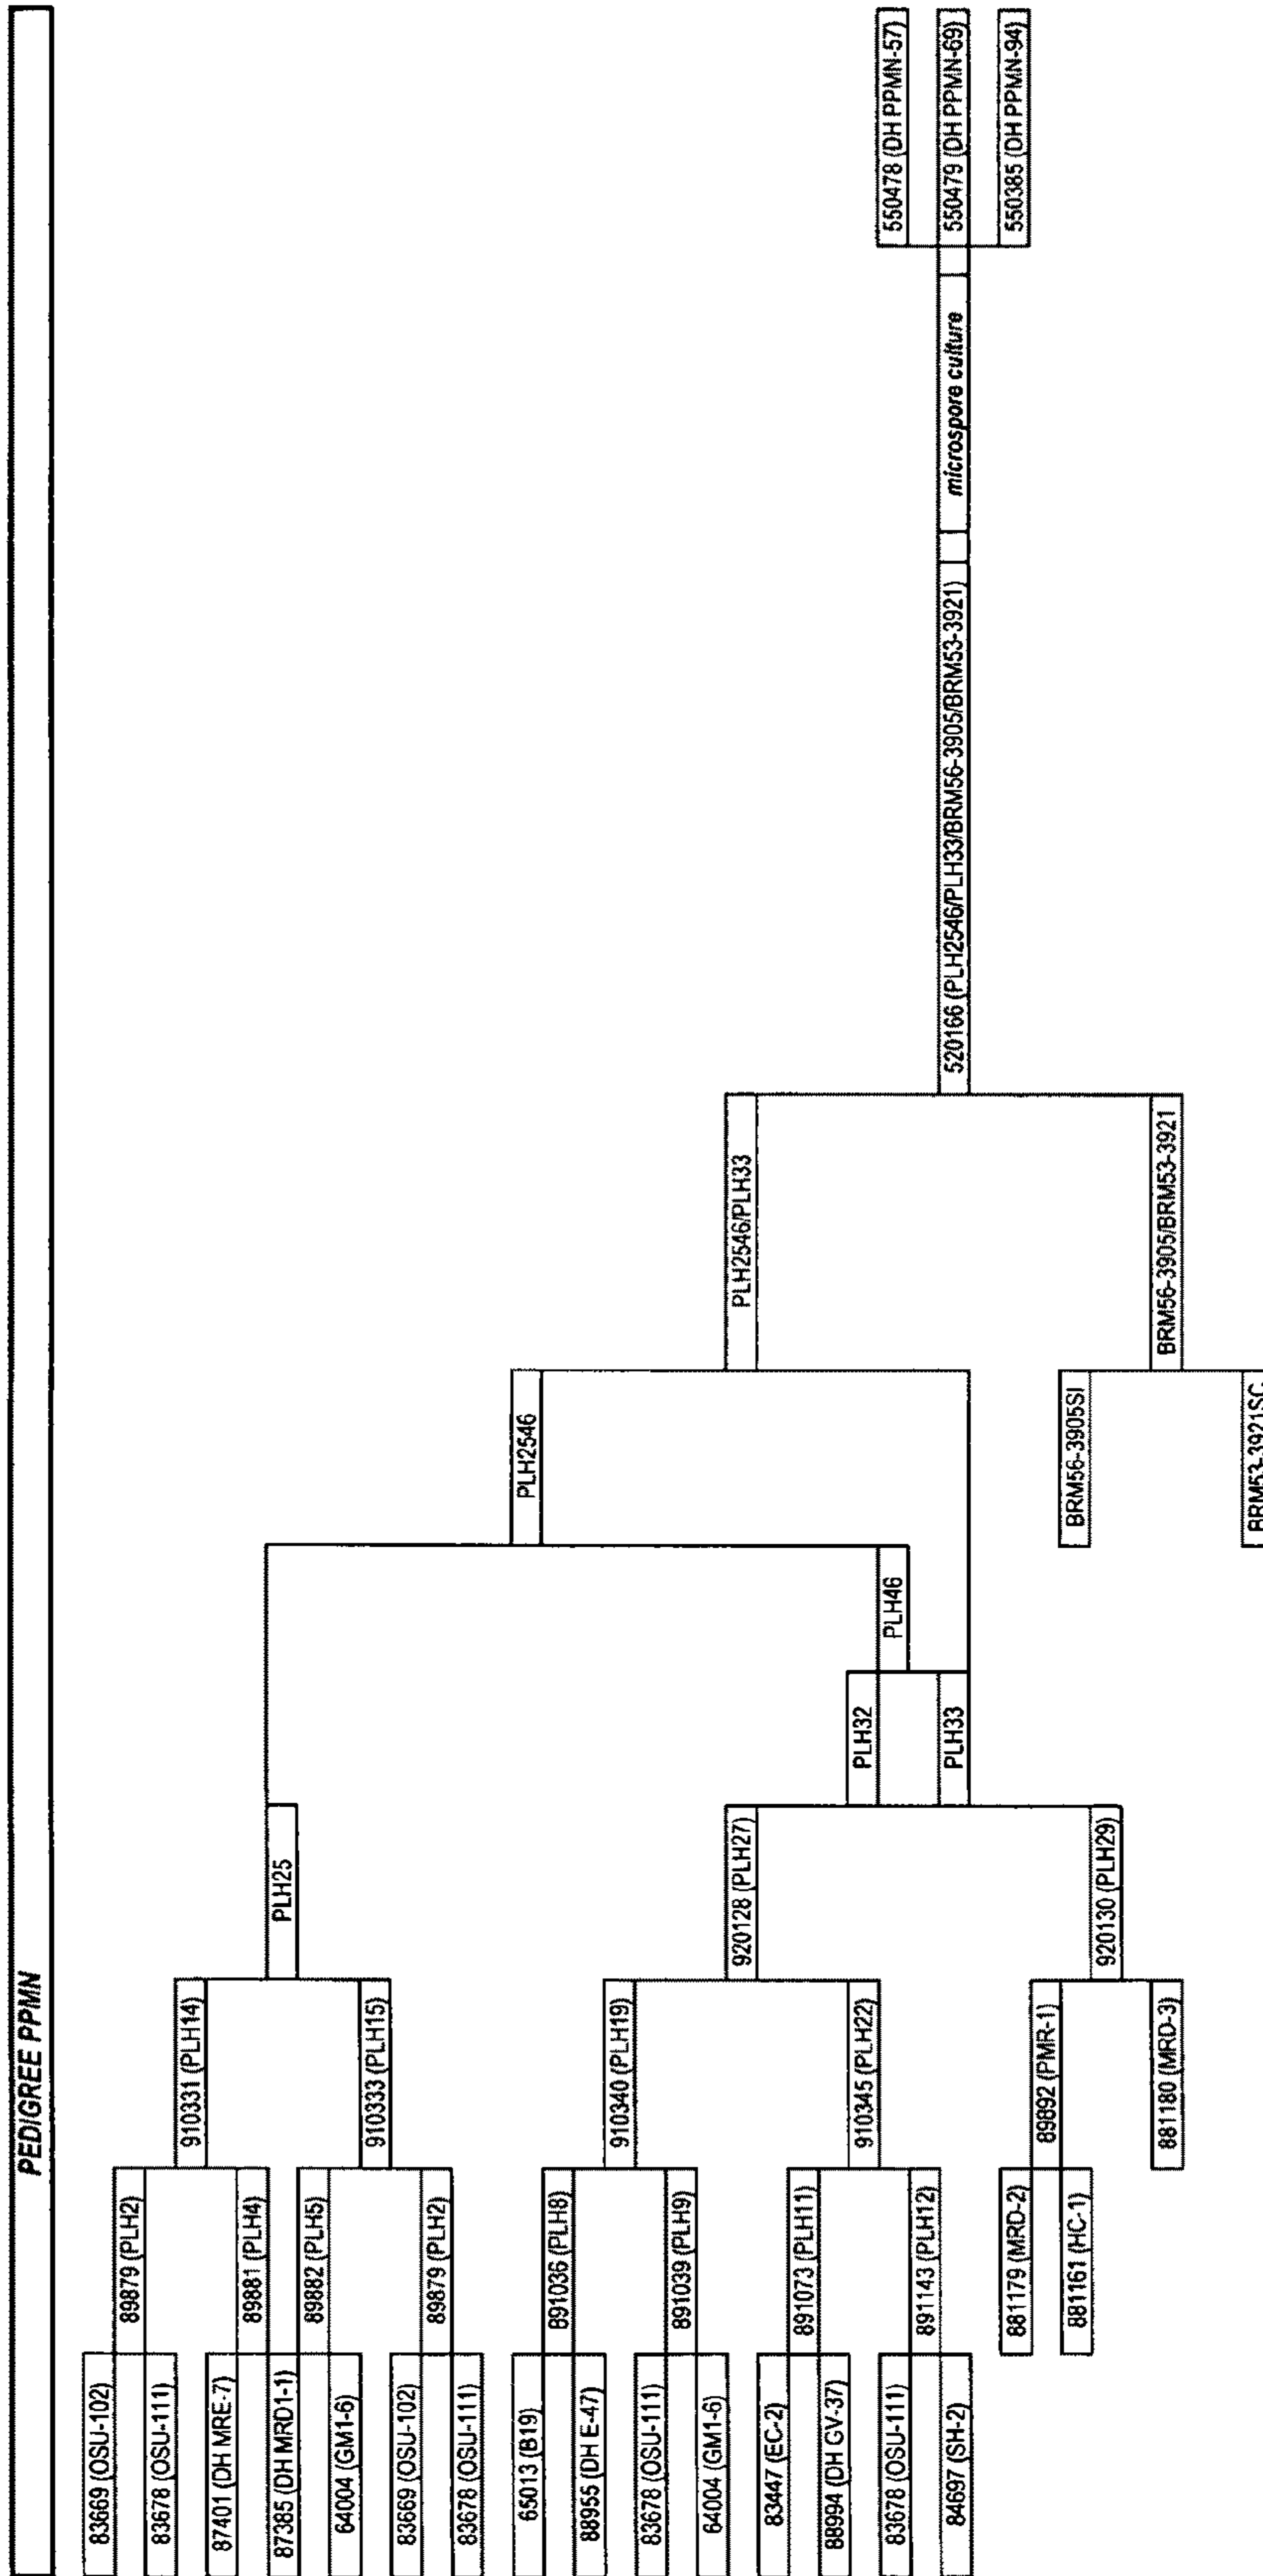 PEDIGREE PPMN
83669 (OSU-102)
83678 (OSU-111)
87401 (DH MRE-7)
87385 (DH MRD1-1)
64004 (GM1-6)
83669 (OSU-102)
83678 (OSU-111)
65013 (B19)
88955 (DH E-47)
83678 (OSU-111)
64004 (GM1-6)
83447 (EC-2)
88994 (DH GV-37)
83678 (OSU-111)
84697 (SH-2)
89879 (PLH2)
89881 (PLH4)
89882 (PLH5)
89879 (PLH2)
891036 (PLH8)
891039 (PLH9)
891073 (PLH11)
891143 (PLH12)
881179 (MRD-2)
881161 (HC-1)
910331 (PLH14)
910333 (PLH15)
910340 (PLH19)
910345 (PLH22)
89892 (PMR-1)
881180 (MRD-3)
PLH25
920128 (PLH27)
920130 (PLH29)
PLH32
PLH33
PLH46
PLH2546
BRM56-3905SI
BRM53-3921SC
PLH2546/PLH33
BRM56-3905/BRM53-3921
520166 (PLH2546/PLH33/BRM56-3905/BRM53-3921)
microspore culture
550478 (DH PPMN-57)
550479 (DH PPMN-69)
550385 (DH PPMN-94)